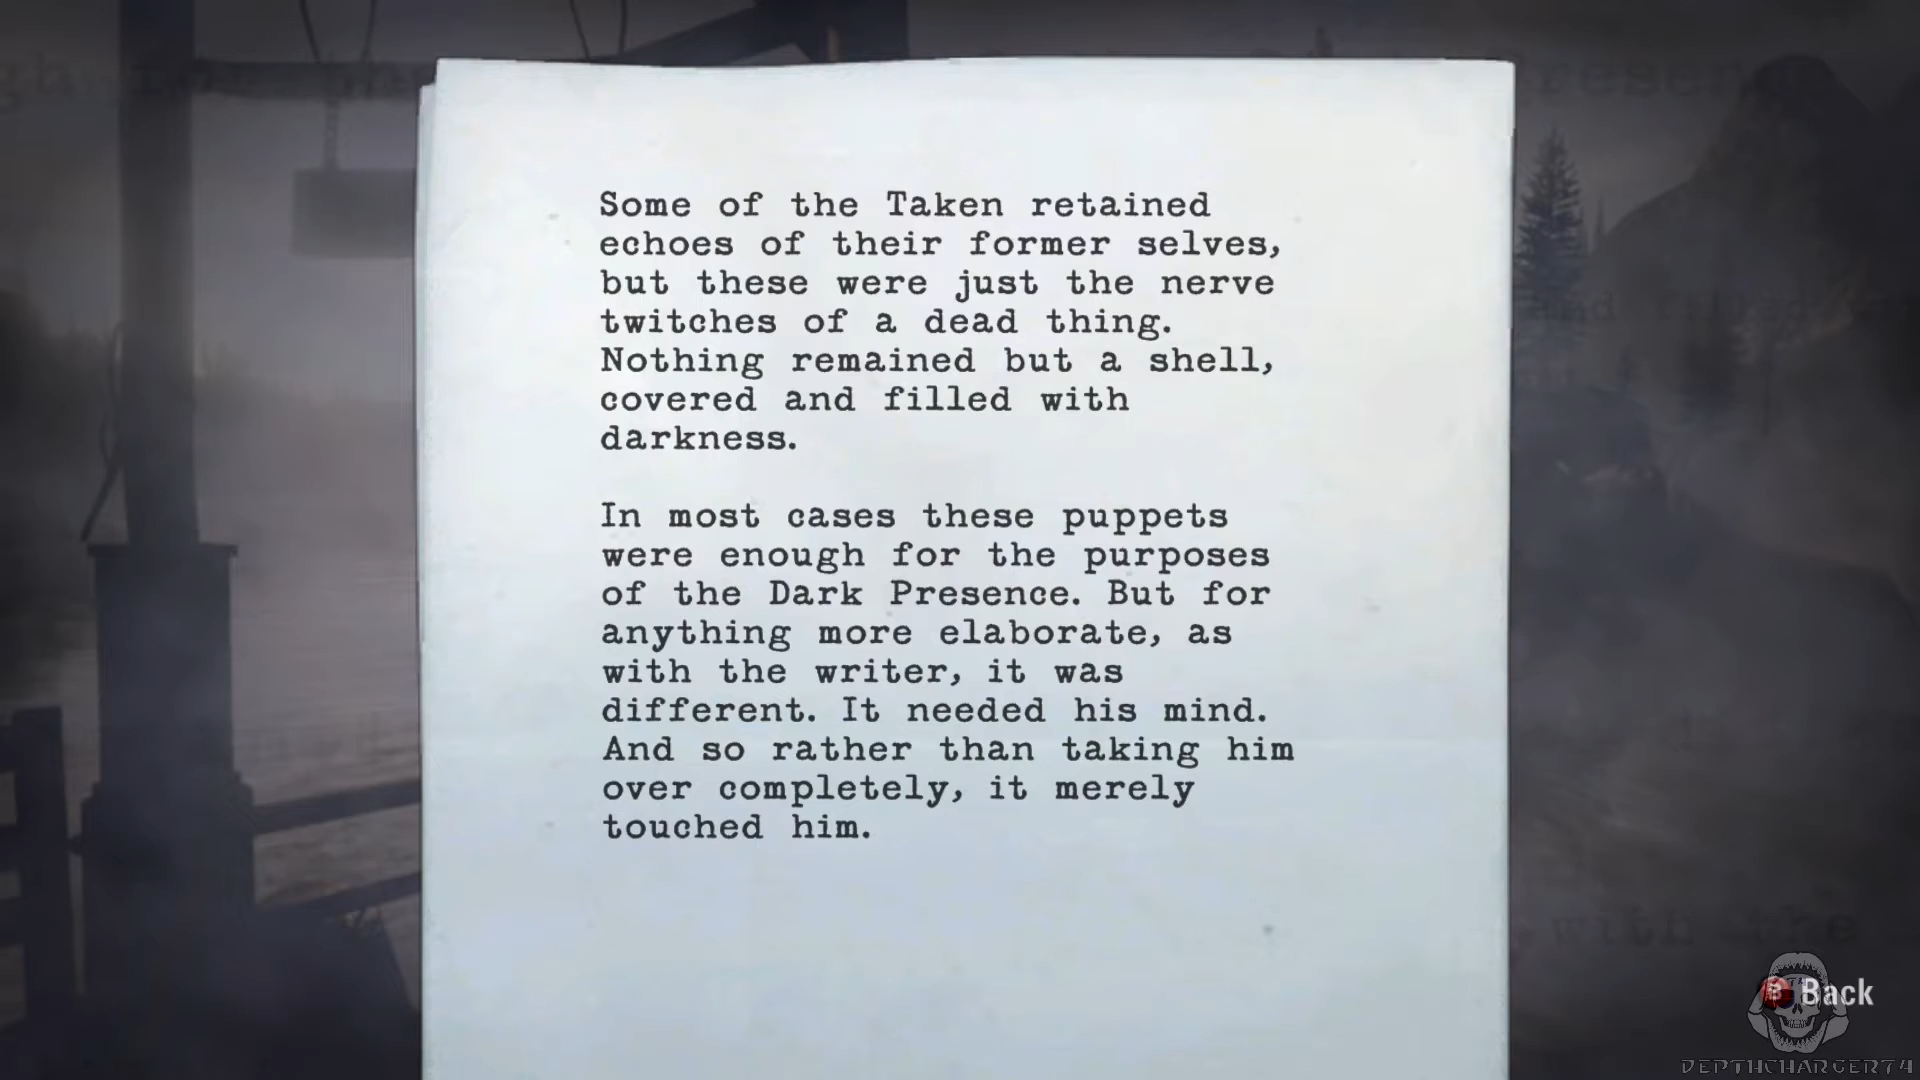 Some of the Taken retained
echoes of their former selves,
but these were just the nerve
twitches of a dead thing.
Nothing remained but a shell,
covered and filled with
darkness.
In most cases these puppets
were enough for the purposes
of the Dark Presence. But for
anything more elaborate, as
with the writer, it was
different. It needed his mind.
And so rather than taking him
over completely, it merely
touched him.
with the
B Back
DEPTHCHARGER74